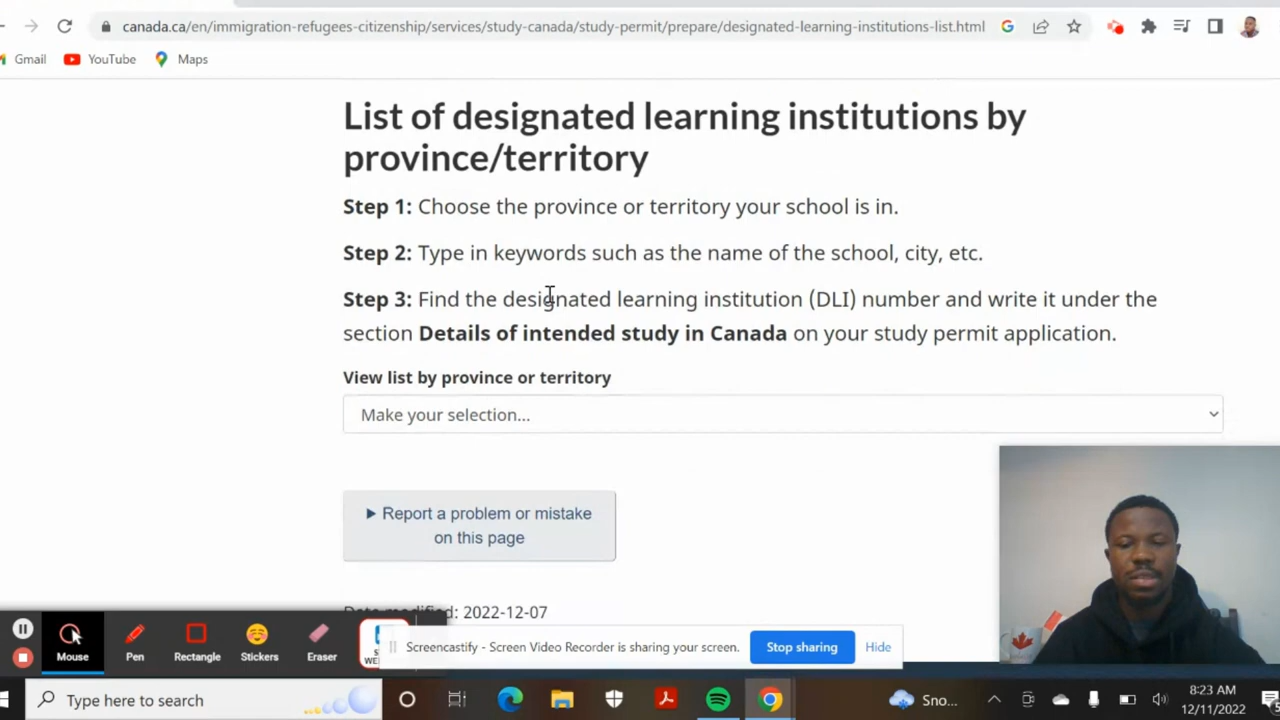 canada.ca/en/immigration-refugees-citizenship/services/study-canada/study-permit/prepare/designated-learning-institutions-list.html
Gmail YouTube Maps
List of designated learning institutions by
province/territory
Step 1: Choose the province or territory your school is in.
Step 2: Type in keywords such as the name of the school, city, etc.
Step 3: Find the designated learning institution (DLI) number and write it under the
section Details of intended study in Canada on your study permit application.
View list by province or territory
Make your selection...
Report a problem or mistake
on this page
modified: 2022-12-07
Screencastify - Screen Video Recorder is sharing your screen. Stop sharing Hide
Mouse Pen Rectangle Stickers Eraser
Type here to search
Sno...
8:23 AM
12/11/2022